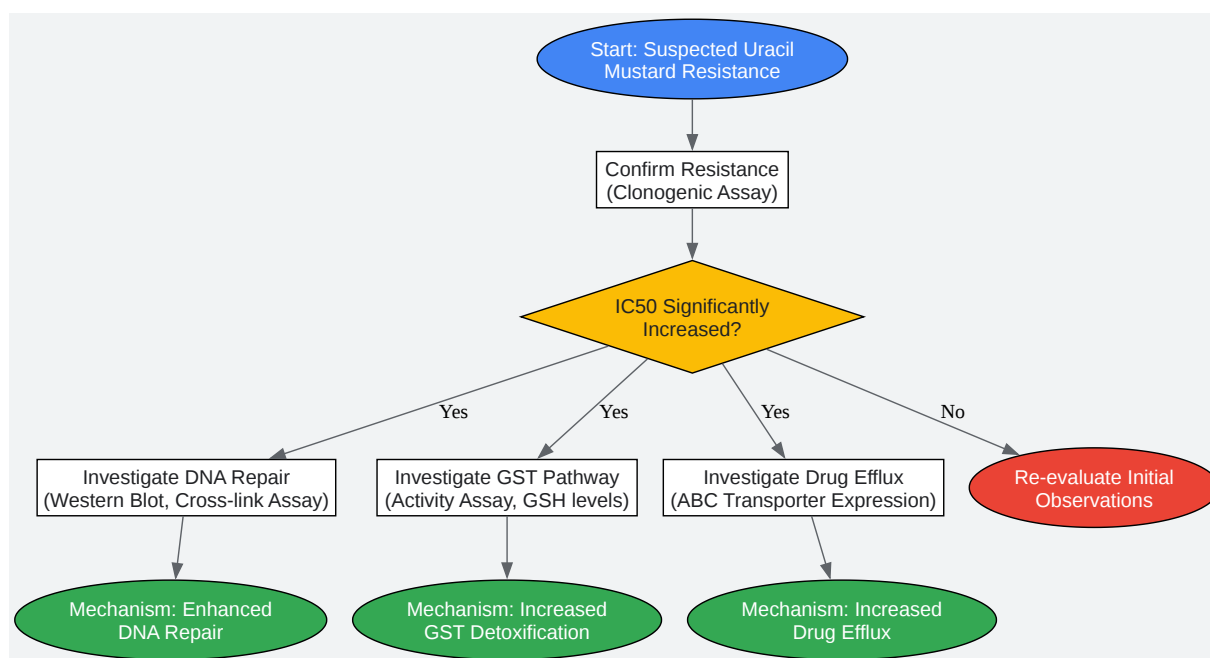 Start: Suspected Uracil
Mustard Resistance
Confirm Resistance
(Clonogenic Assay)
IC50 Significantly
Increased?
Yes
Yes
Yes
No
Investigate DNA Repair
(Western Blot, Cross-link Assay)
Investigate GST Pathway
(Activity Assay, GSH levels)
Investigate Drug Efflux
(ABC Transporter Expression)
Re-evaluate Initial
Observations
Mechanism: Enhanced
DNA Repair
Mechanism: Increased
GST Detoxification
Mechanism: Increased
Drug Efflux